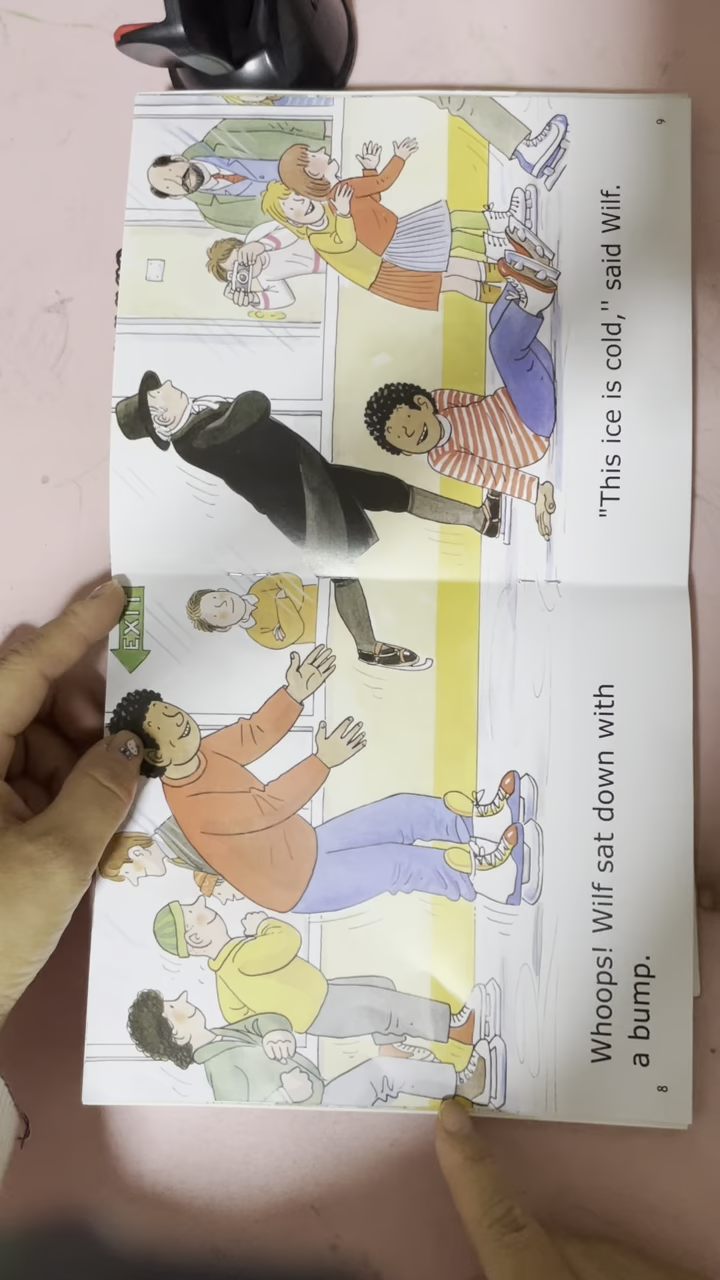 EXIT
Whoops! Wilf sat down with
a bump.
8
"This ice is cold," said Wilf.
9